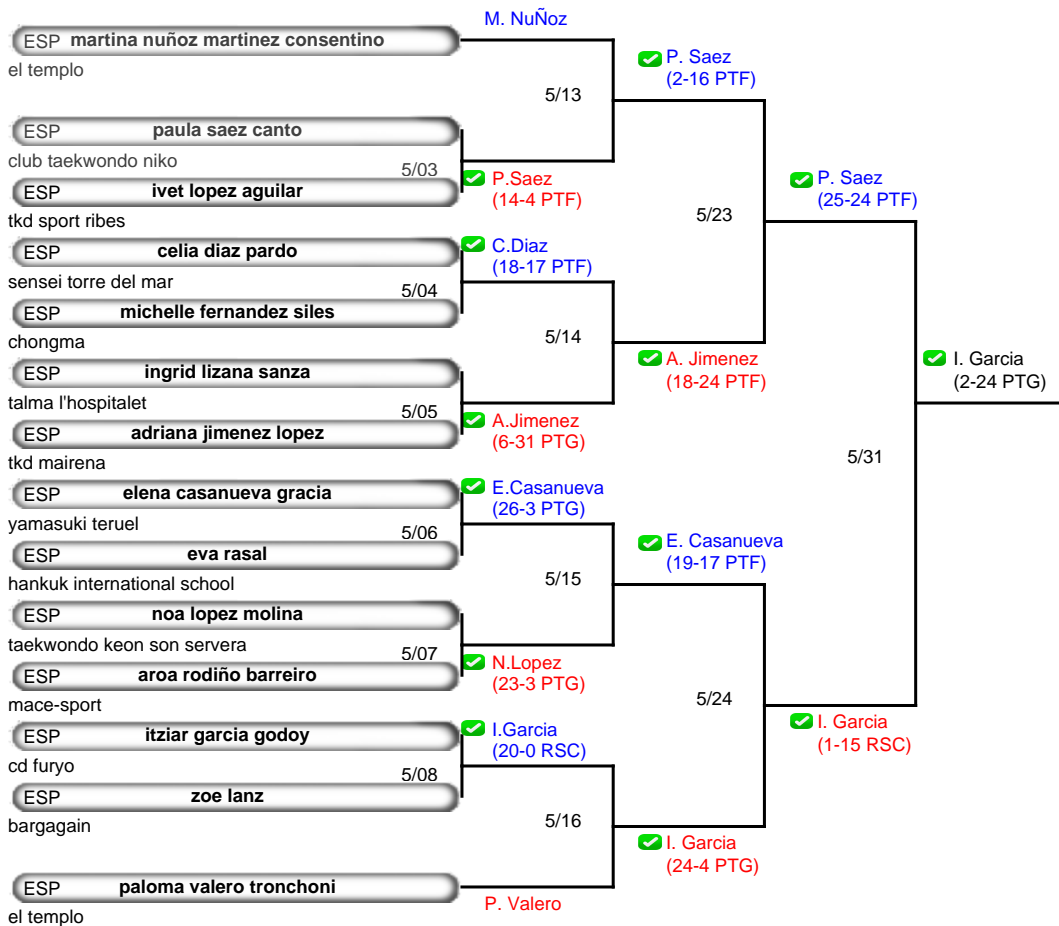 M. NuÑoz
ESP martina nuñoz martinez consentino
el templo
P. Saez
(2-16 PTF)
5/13
ESP paula saez canto
club taekwondo niko
5/03
P.Saez
(14-4 PTF)
ESP ivet lopez aguilar
tkd sport ribes
P. Saez
(25-24 PTF)
5/23
ESP celia diaz pardo
sensei torre del mar
C.Diaz
(18-17 PTF)
5/04
ESP michelle fernandez siles
chongma
5/14
A. Jimenez
(18-24 PTF)
I. Garcia
(2-24 PTG)
ESP ingrid lizana sanza
talma l'hospitalet
5/05
A.Jimenez
(6-31 PTG)
ESP adriana jimenez lopez
tkd mairena
5/31
ESP elena casanueva gracia
yamasuki teruel
E.Casanueva
(26-3 PTG)
5/06
ESP eva rasal
hankuk international school
E. Casanueva
(19-17 PTF)
5/15
ESP noa lopez molina
taekwondo keon son servera
5/07
N.Lopez
(23-3 PTG)
ESP aroa rodiño barreiro
mace-sport
5/24
I. Garcia
(1-15 RSC)
ESP itziar garcia godoy
cd furyo
I.Garcia
(20-0 RSC)
5/08
ESP zoe lanz
bargagain
5/16
I. Garcia
(24-4 PTG)
ESP paloma valero tronchoni
el templo
P. Valero